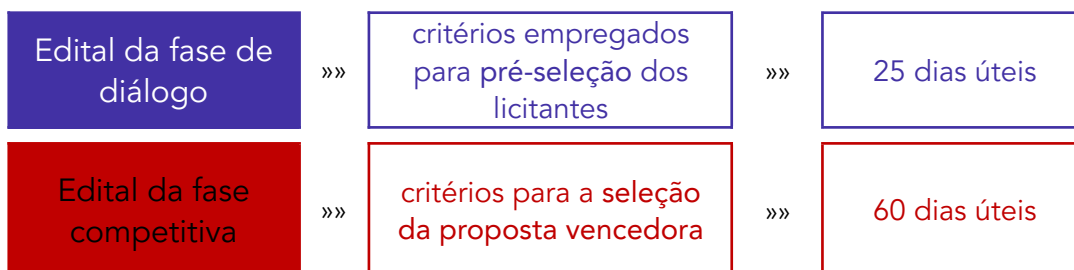 Edital da fase de
diálogo
»»
critérios empregados
para pré-seleção dos
licitantes
»»
25 dias úteis
Edital da fase
competitiva
»»
critérios para a seleção
da proposta vencedora
»»
60 dias úteis